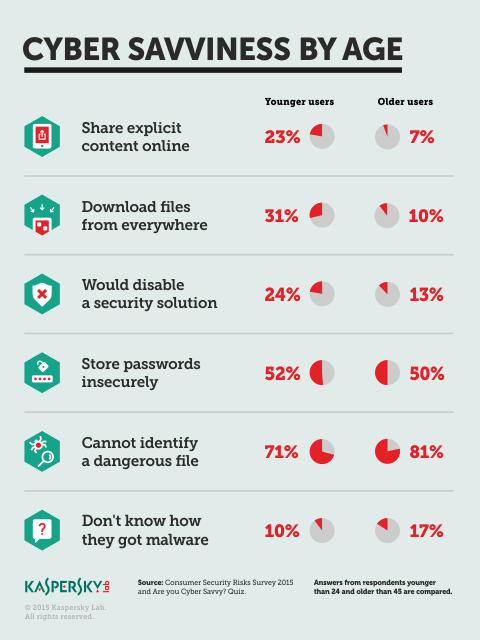 CYBER SAVVINESS BY AGE
Younger users Older users
Share explicit
content online
23% 7%
Download files
from everywhere
31% 10%
Would disable
a security solution
24% 13%
Store passwords
insecurely
52% 50%
Cannot identify
a dangerous file
71% 81%
?
Don't know how
they got malware
10% 17%
KASPERSKY lab
© 2015 Kaspersky Lab.
All rights reserved.
Source: Consumer Security Risks Survey 2015
and Are you Cyber Savvy? Quiz.
Answers from respondents younger
than 24 and older than 45 are compared.